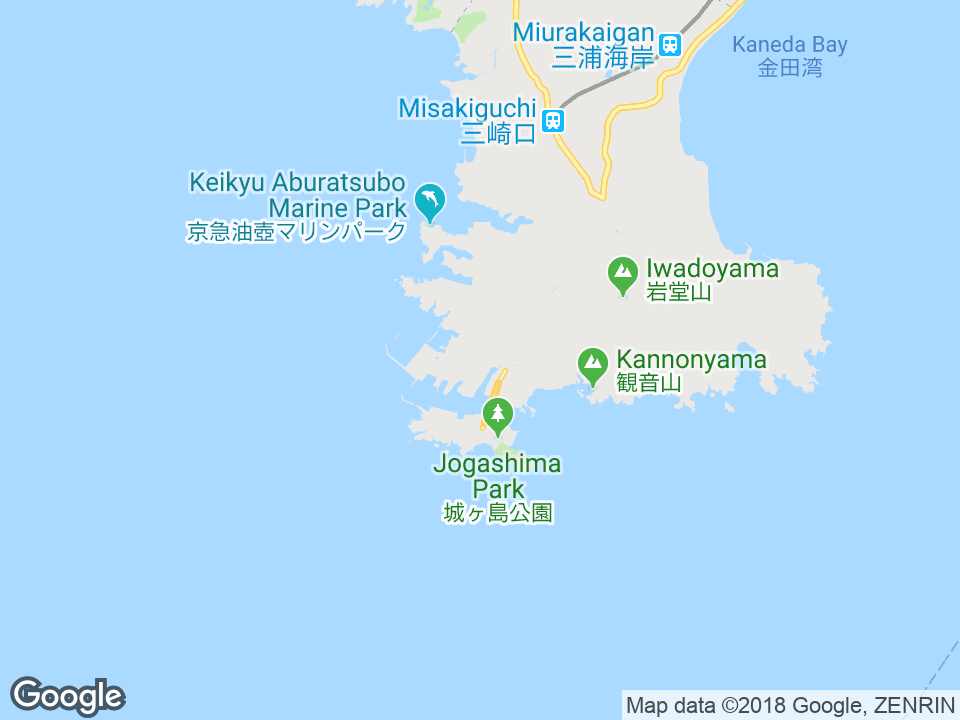 Miurakaigan
三浦海岸
Kaneda Bay
金田湾
Misakiguchi
三崎口
Keikyu Aburatsubo
Marine Park
京急油壺マリンパーク
Iwadoyama
岩堂山
Kannonyama
観音山
Jogashima
Park
城ヶ島公園
Google
Map data ©2018 Google, ZENRIN